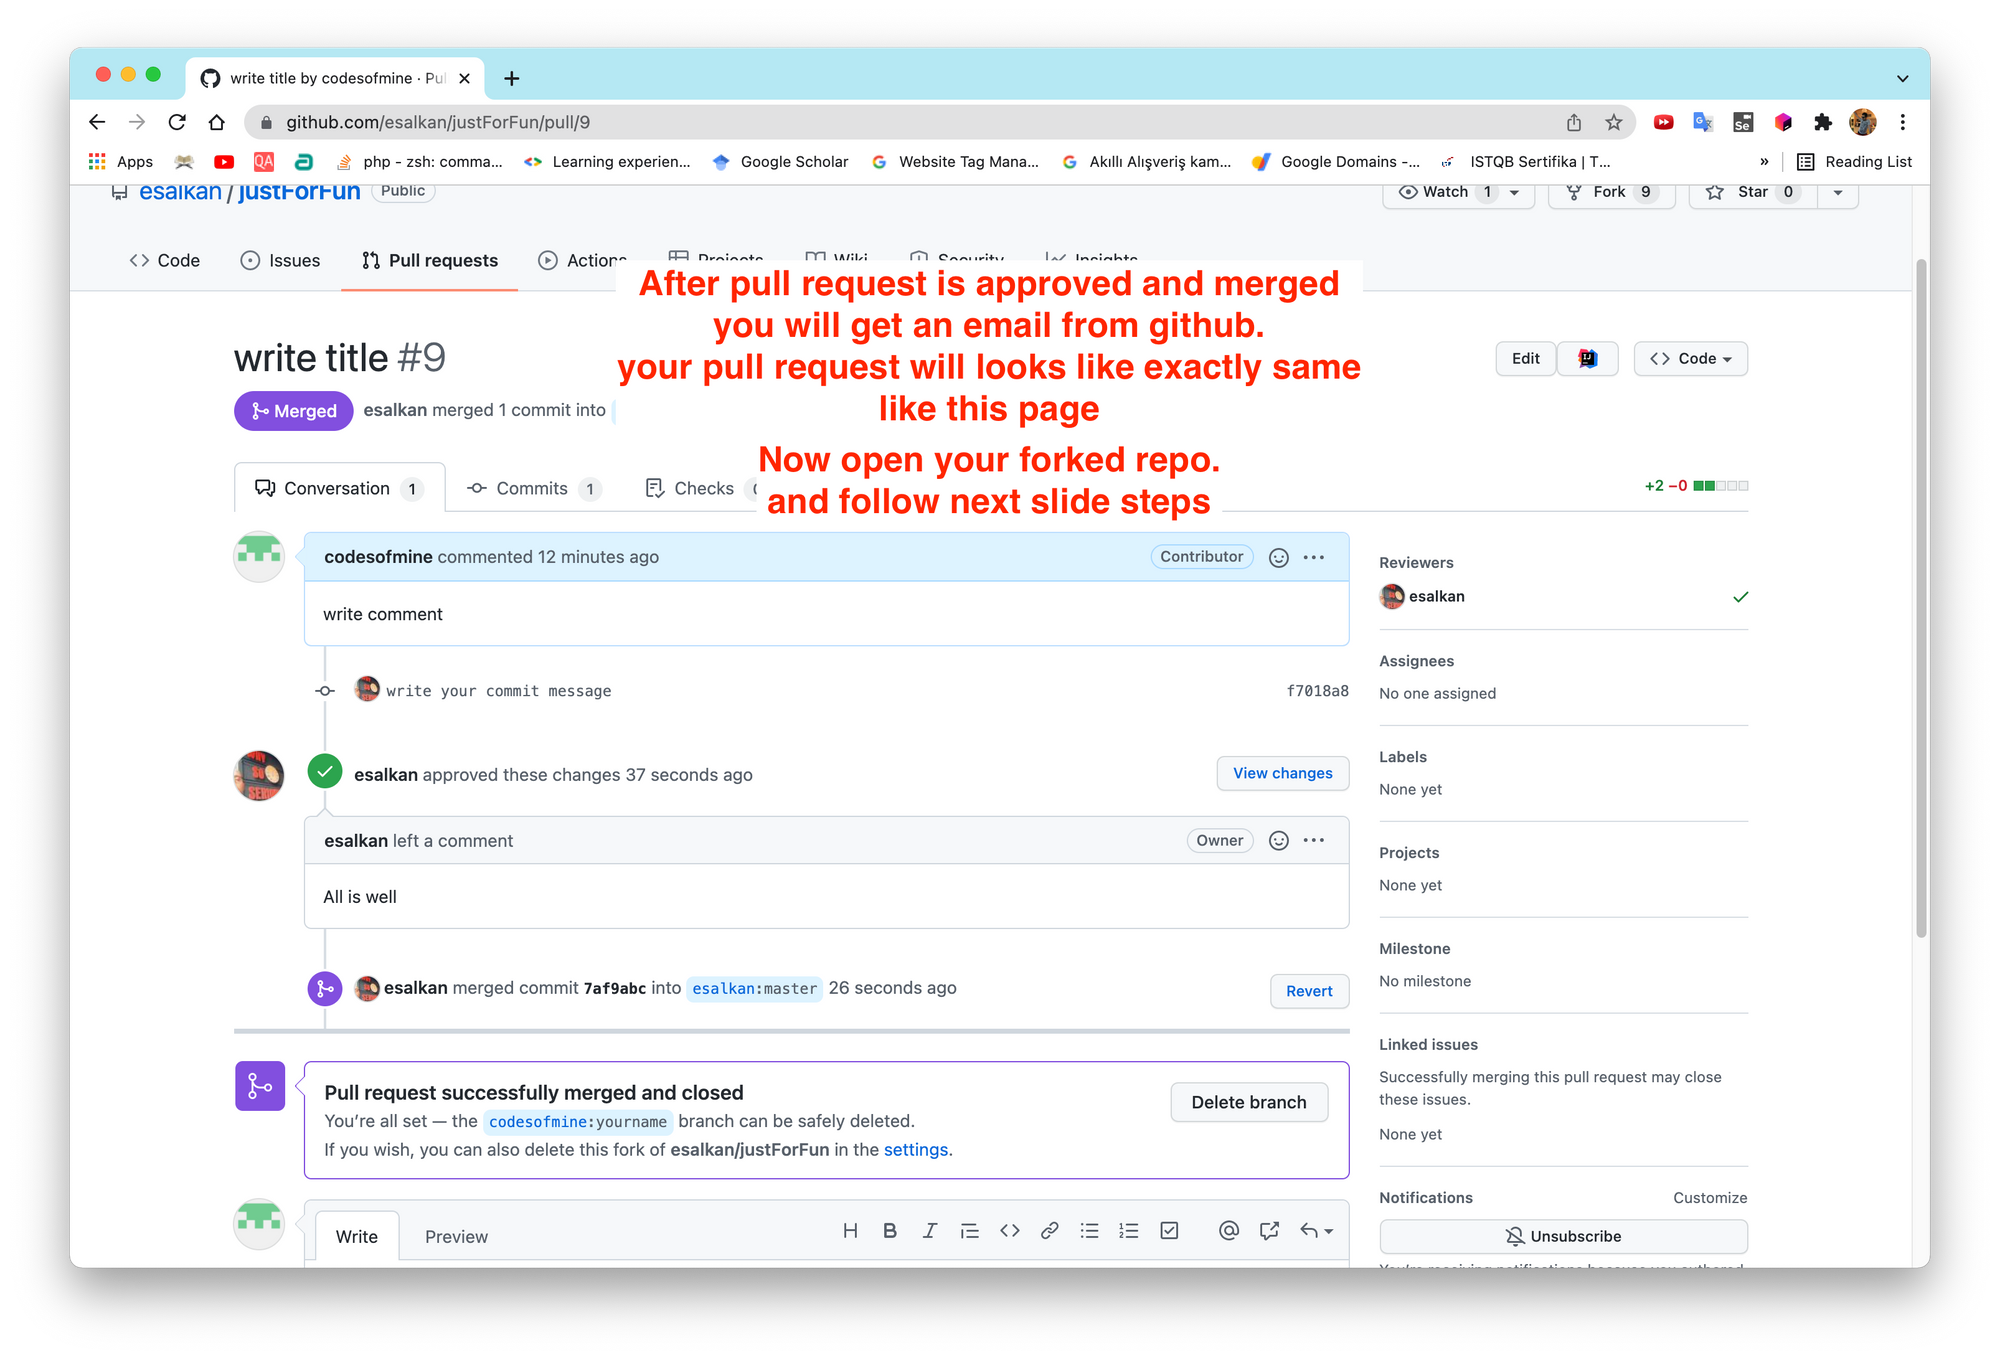 write title by codesofmine · Pul
github.com/esalkan/justForFun/pull/9
Apps
QA
php - zsh: comma...
Learning experien...
Google Scholar
Website Tag Mana...
Akıllı Alışveriş kam...
Google Domains -...
ISTQB Sertifika | T...
»
Reading List
esalkan / justForFun Public
Watch 1
Fork 9
Star 0
Code
Issues
Pull requests
Actions
Projects
Wiki
Security
Insights
After pull request is approved and merged
you will get an email from github.
your pull request will looks like exactly same
like this page
Now open your forked repo.
and follow next slide steps
write title #9
Edit
Code
Merged esalkan merged 1 commit into
Conversation 1
Commits 1
Checks
+2 −0
codesofmine commented 12 minutes ago
Contributor
write comment
write your commit message f7018a8
esalkan approved these changes 37 seconds ago
View changes
esalkan left a comment
Owner
All is well
esalkan merged commit 7af9abc into esalkan:master 26 seconds ago
Revert
Pull request successfully merged and closed
You're all set — the codesofmine:yourname branch can be safely deleted.
If you wish, you can also delete this fork of esalkan/justForFun in the settings.
Delete branch
Write
Preview
Reviewers
esalkan
Assignees
No one assigned
Labels
None yet
Projects
None yet
Milestone
No milestone
Linked issues
Successfully merging this pull request may close
these issues.
None yet
Notifications
Customize
Unsubscribe
You're receiving notifications because you authored